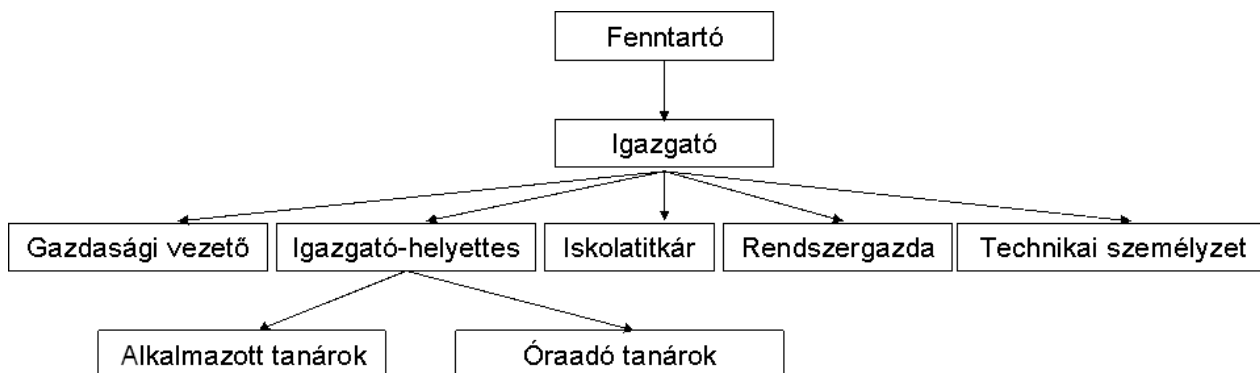 Fenntartó
Igazgató
Gazdasági vezető
Igazgató-helyettes
Iskolatitkár
Rendszergazda
Technikai személyzet
Alkalmazott tanárok
Óraadó tanárok